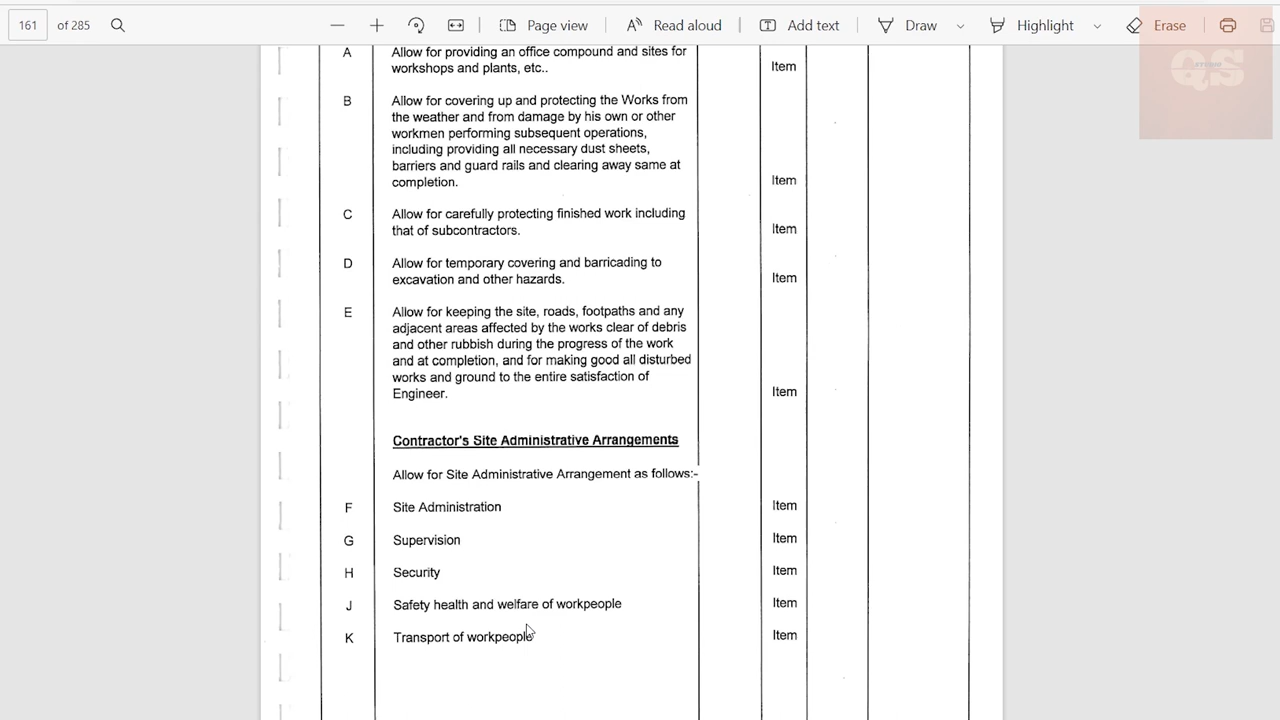 161 of 285 Page view Read aloud Add text Draw Highlight Erase
STUDIO
QS
A Allow for providing an office compound and sites for
workshops and plants, etc.. Item
B Allow for covering up and protecting the Works from
the weather and from damage by his own or other
workmen performing subsequent operations,
including providing all necessary dust sheets,
barriers and guard rails and clearing away same at
completion. Item
C Allow for carefully protecting finished work including
that of subcontractors. Item
D Allow for temporary covering and barricading to
excavation and other hazards. Item
E Allow for keeping the site, roads, footpaths and any
adjacent areas affected by the works clear of debris
and other rubbish during the progress of the work
and at completion, and for making good all disturbed
works and ground to the entire satisfaction of
Engineer. Item
Contractor's Site Administrative Arrangements
Allow for Site Administrative Arrangement as follows:-
F Site Administration Item
G Supervision Item
H Security Item
J Safety health and welfare of workpeople Item
K Transport of workpeople Item